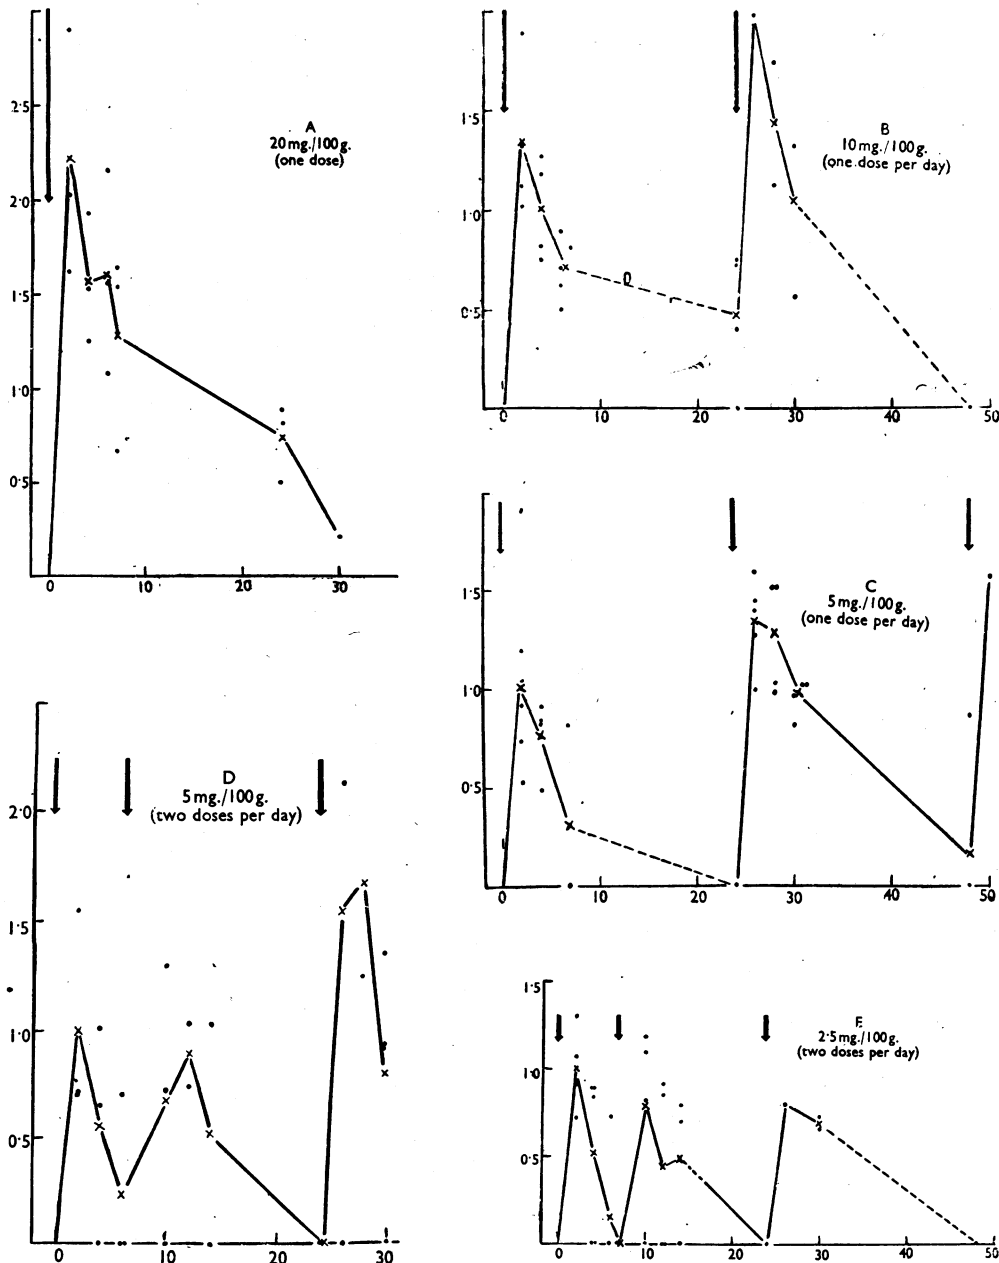 A
20 mg./100 g.
(one dose)
2·5
2·0
1·5
1·0
0·5
0
10
20
30
B
10 mg./100 g.
(one dose per day)
1·5
1·0
0·5
0
10
20
30
40
50
C
5 mg./100 g.
(one dose per day)
1·5
1·0
0·5
0
10
20
30
40
50
D
5 mg./100 g.
(two doses per day)
2·0
1·5
1·0
0·5
0
10
20
30
E
2·5 mg./100 g.
(two doses per day)
1·5
1·0
0·5
0
10
20
30
40
50